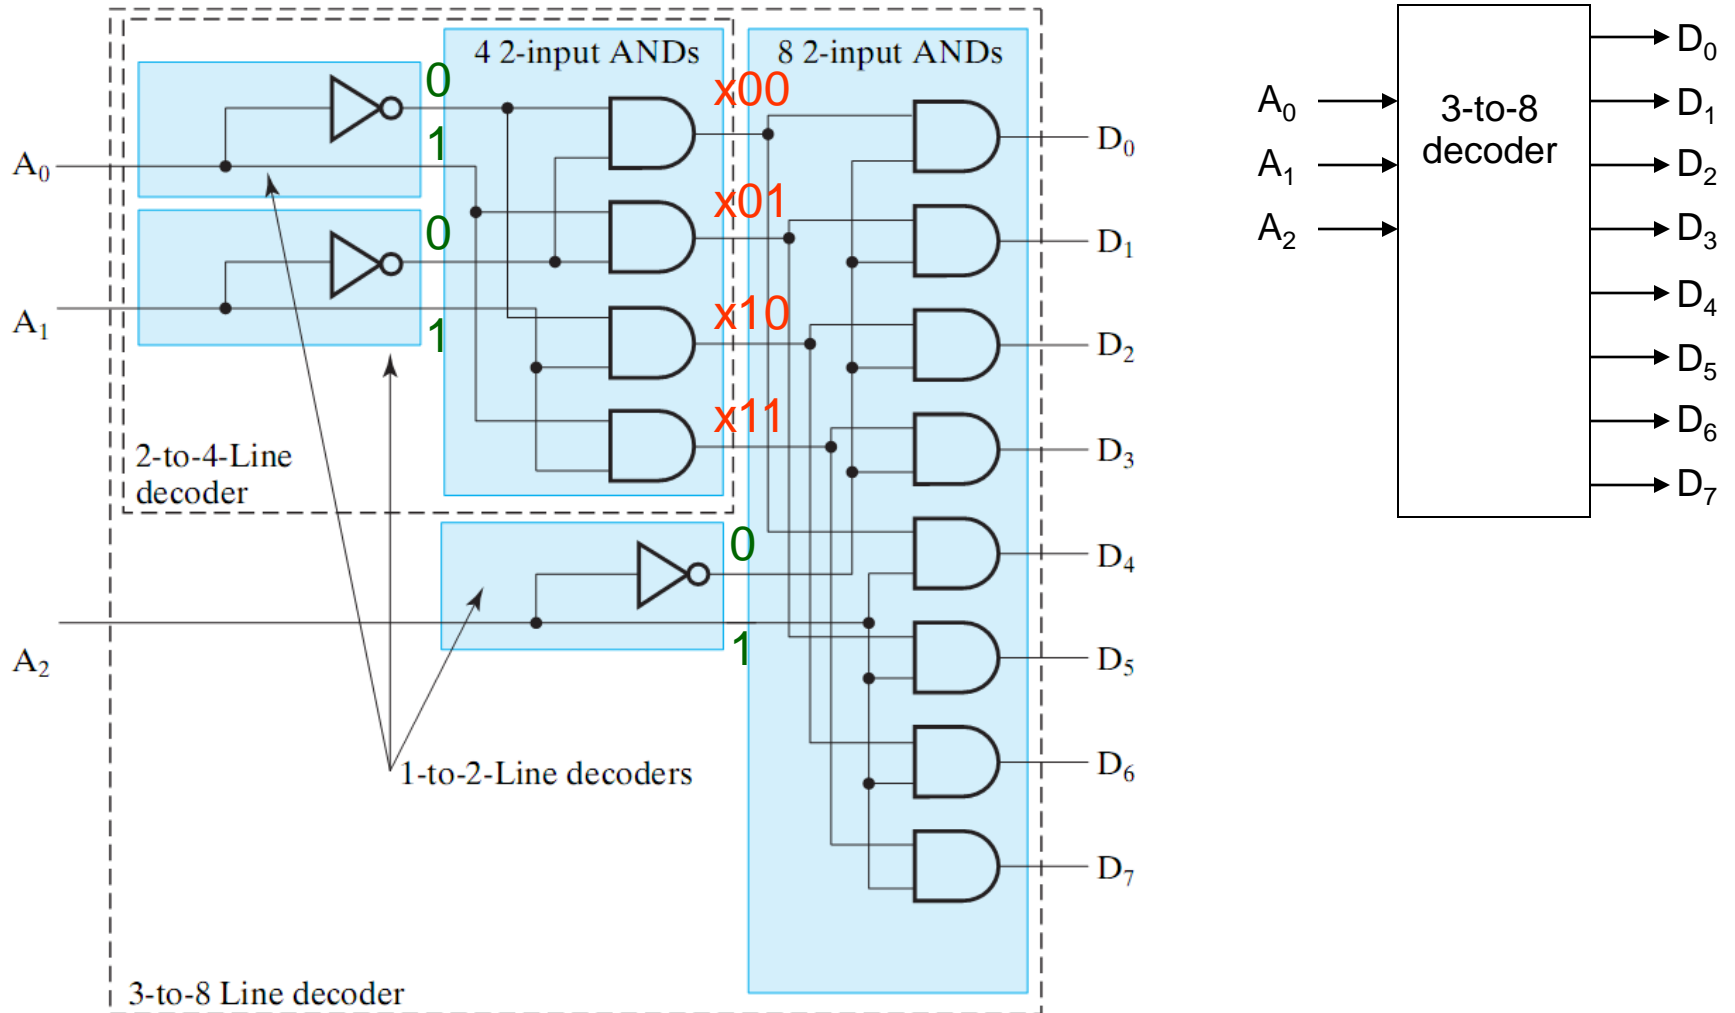 4 2-input ANDs
8 2-input ANDs
0
x00
1
A0
D0
x01
0
D1
A1
1
x10
D2
x11
2-to-4-Line
decoder
D3
0
D4
1
A2
D5
1-to-2-Line decoders
D6
D7
3-to-8 Line decoder
A0
A1
A2
3-to-8
decoder
D0
D1
D2
D3
D4
D5
D6
D7